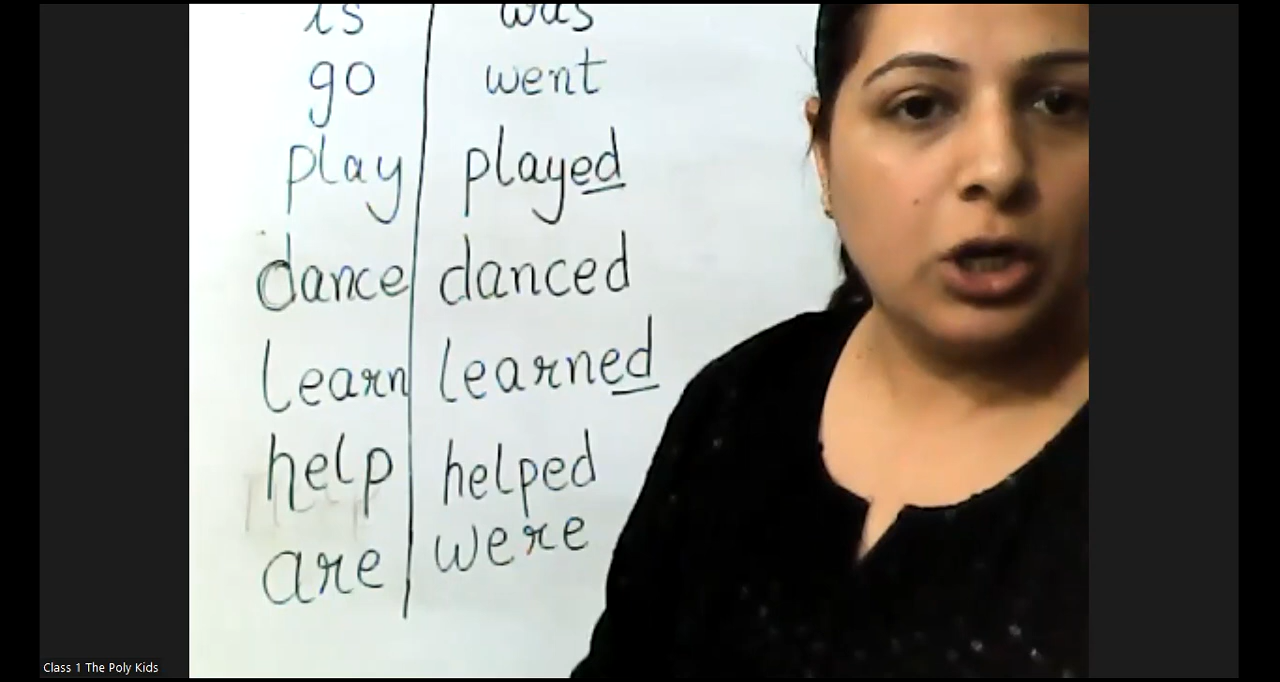 is was
go went
play played
dance danced
learn learned
help helped
are were
Class 1 The Poly Kids